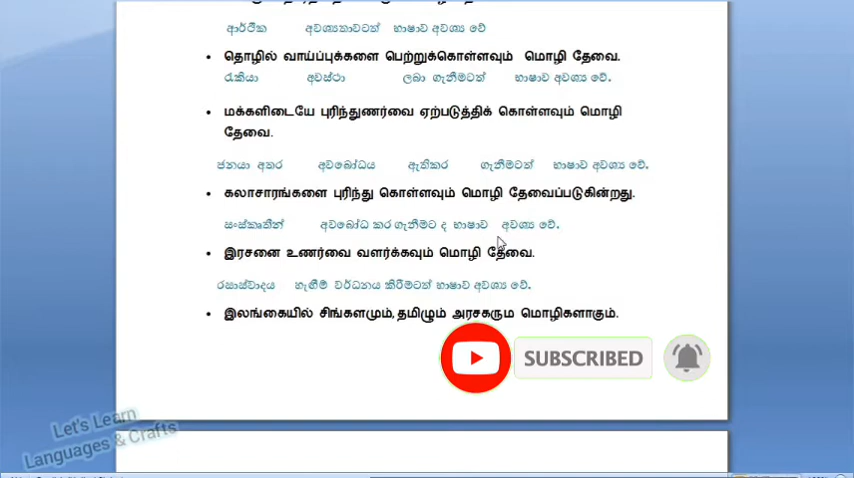 ආර්ථික අවශ්‍යතාවටත් භාෂාව අවශ්‍ය වේ
• தொழில் வாய்ப்புக்களை பெற்றுக்கொள்ளவும் மொழி தேவை.
රැකියා අවස්ථා ලබා ගැනීමටත් භාෂාව අවශ්‍ය වේ.
• மக்களிடையே புரிந்துணர்வை ஏற்படுத்திக் கொள்ளவும் மொழி
தேவை.
ජනයා අතර අවබෝධය ඇතිකර ගැනීමටත් භාෂාව අවශ්‍ය වේ.
• கலாசாரங்களை புரிந்து கொள்ளவும் மொழி தேவைப்படுகின்றது.
සංස්කෘතීන් අවබෝධ කර ගැනීමට ද භාෂාව අවශ්‍ය වේ.
• இரசனை உணர்வை வளர்க்கவும் மொழி தேவை.
රසාස්වාදය හැඟීම් වර්ධනය කිරීමටත් භාෂාව අවශ්‍ය වේ.
• இலங்கையில் சிங்களமும்,தமிழும் அரசகரும மொழிகளாகும்.
SUBSCRIBED
Let's Learn
Languages & Crafts